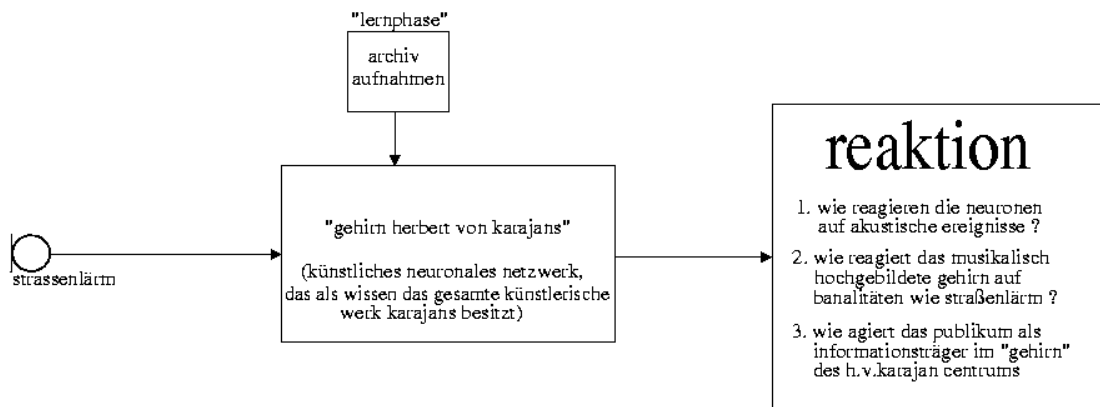 "lernphase"
archiv
aufnahmen
strassenlärm
"gehirn herbert von karajans"
(künstliches neuronales netzwerk,
das als wissen das gesamte künstlerische
werk karajans besitzt)
reaktion
1. wie reagieren die neuronen
auf akustische ereignisse ?
2. wie reagiert das musikalisch
hochgebildete gehirn auf
banalitäten wie straßenlärm ?
3. wie agiert das publikum als
informationsträger im "gehirn"
des h.v.karajan centrums